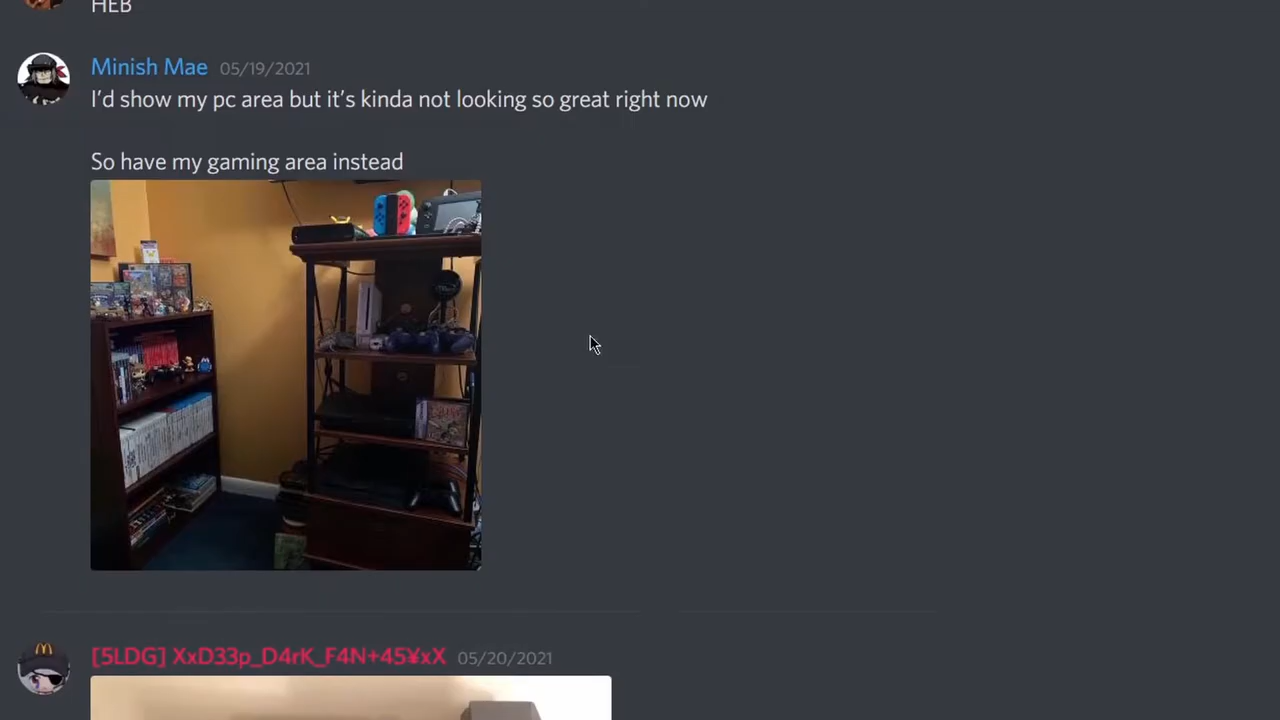 HEB
Minish Mae 05/19/2021
I'd show my pc area but it's kinda not looking so great right now
So have my gaming area instead
[5LDG] XxD33p_D4rK_F4N+45¥xX 05/20/2021